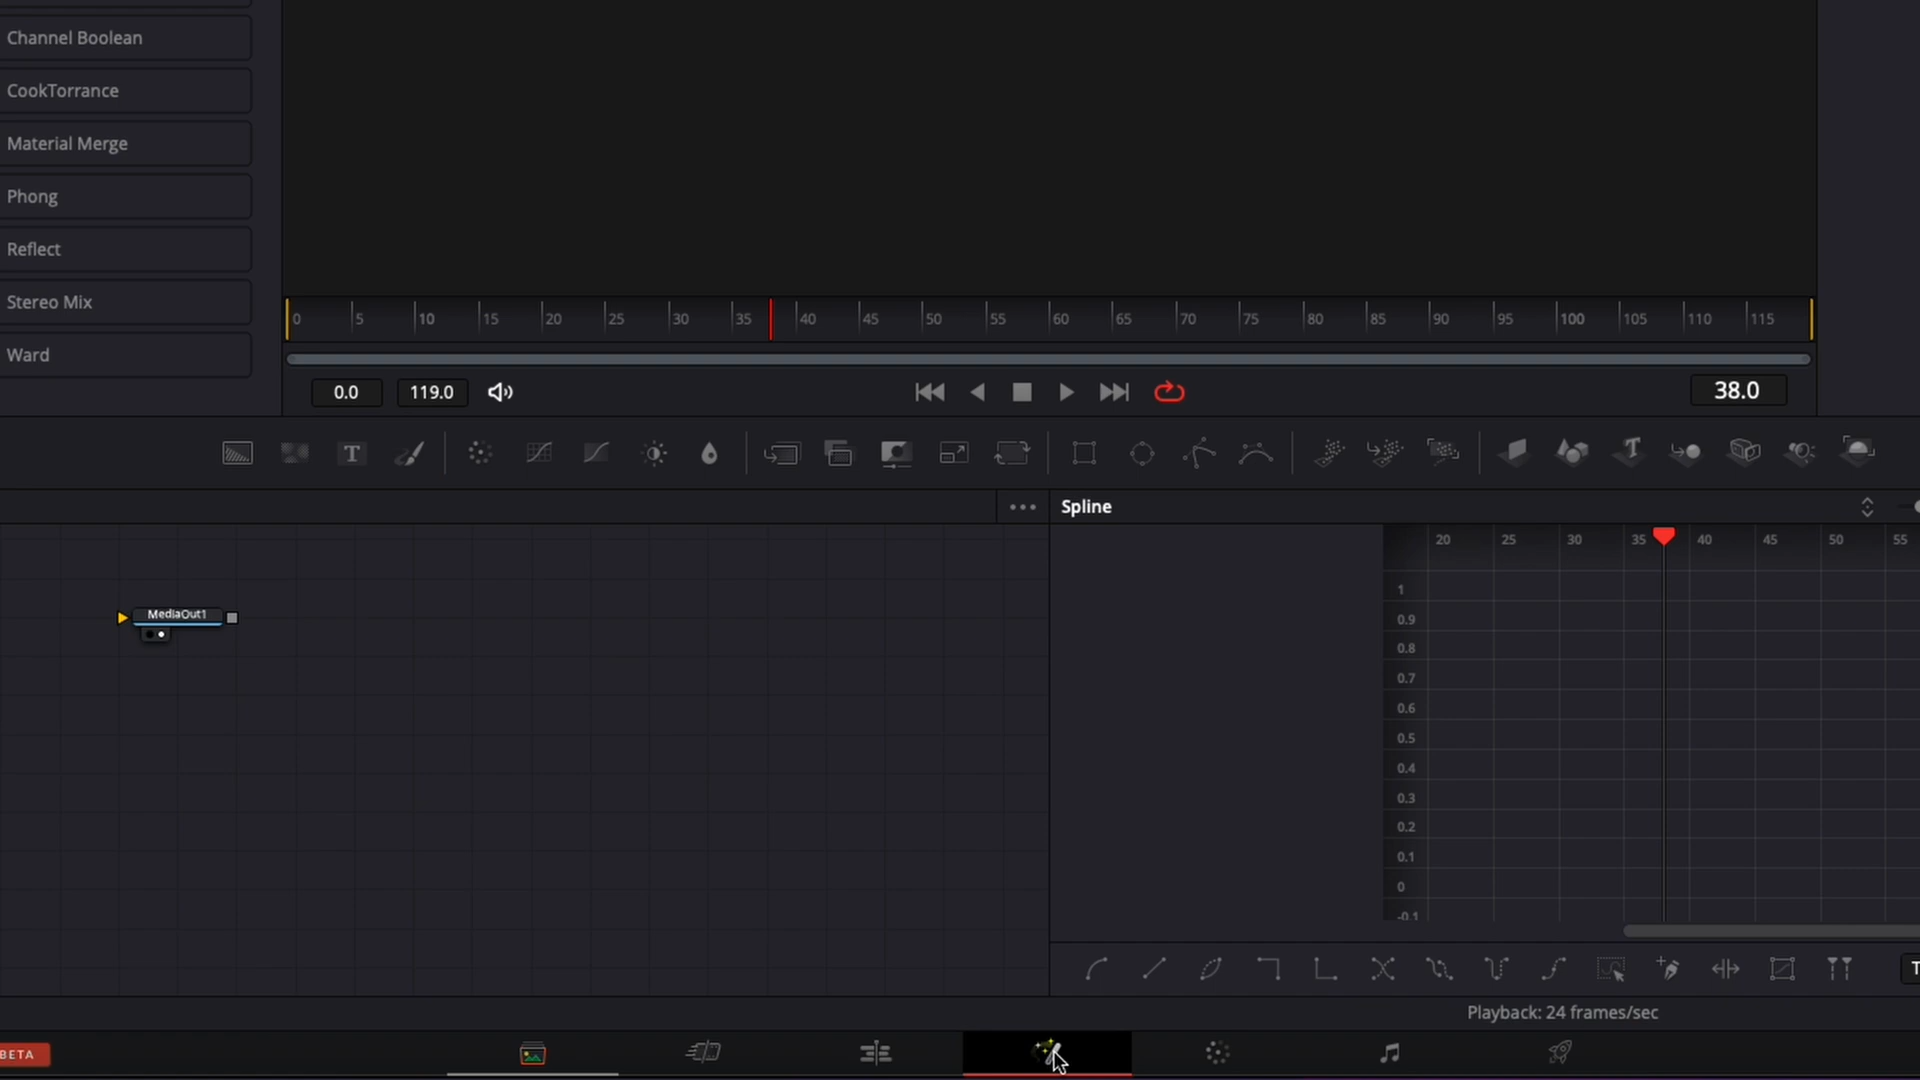 Channel Boolean
CookTorrance
Material Merge
Phong
Reflect
Stereo Mix
Ward
0 5 10 15 20 25 30 35 40 45 50 55 60 65 70 75 80 85 90 95 100 105 110 115
0.0 119.0 38.0
T
Spline
20 25 30 35 40 45 50 55
1
0.9
0.8
0.7
0.6
0.5
0.4
0.3
0.2
0.1
0
-0.1
MediaOut1
T
Playback: 24 frames/sec
BETA